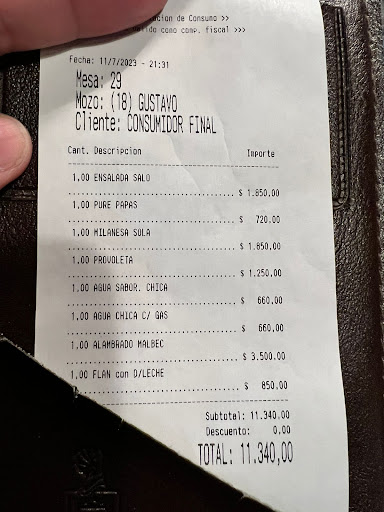 cion de Consumo >>
ido como comp. fiscal >>>
Fecha: 11/7/2023 - 21:31
Mesa: 29
Mozo: (18) GUSTAVO
Cliente: CONSUMIDOR FINAL
Cant. Descripcion Importe
1,00 ENSALADA SALO
$ 1.850,00
1,00 PURE PAPAS
$ 720,00
1,00 MILANESA SOLA
$ 1.850,00
1,00 PROVOLETA
$ 1.250,00
1,00 AGUA SABOR. CHICA
$ 660,00
1,00 AGUA CHICA C/ GAS
$ 660,00
1,00 ALAMBRADO MALBEC
$ 3.500,00
1,00 FLAN con D/LECHE
$ 850,00
Subtotal: 11.340,00
Descuento: 0,00
TOTAL: 11.340,00